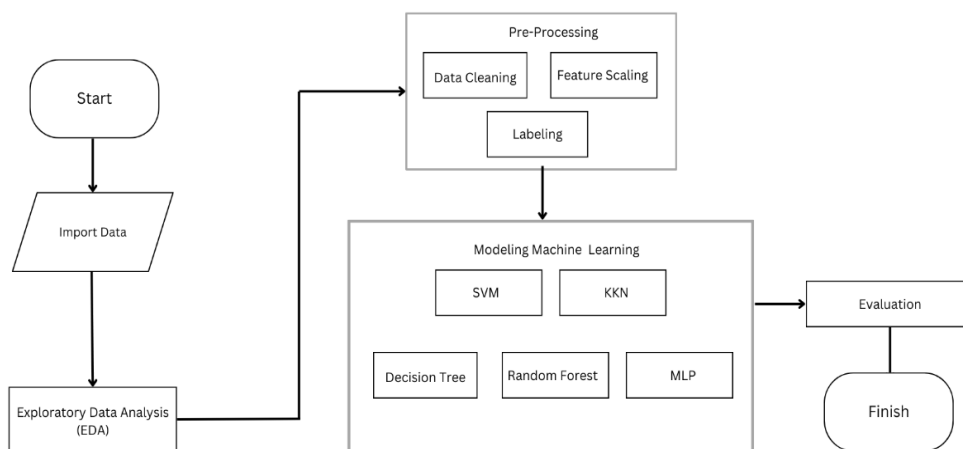 Start
Import Data
Exploratory Data Analysis
(EDA)
Pre-Processing
Data Cleaning
Feature Scaling
Labeling
Modeling Machine Learning
SVM
KKN
Decision Tree
Random Forest
MLP
Evaluation
Finish